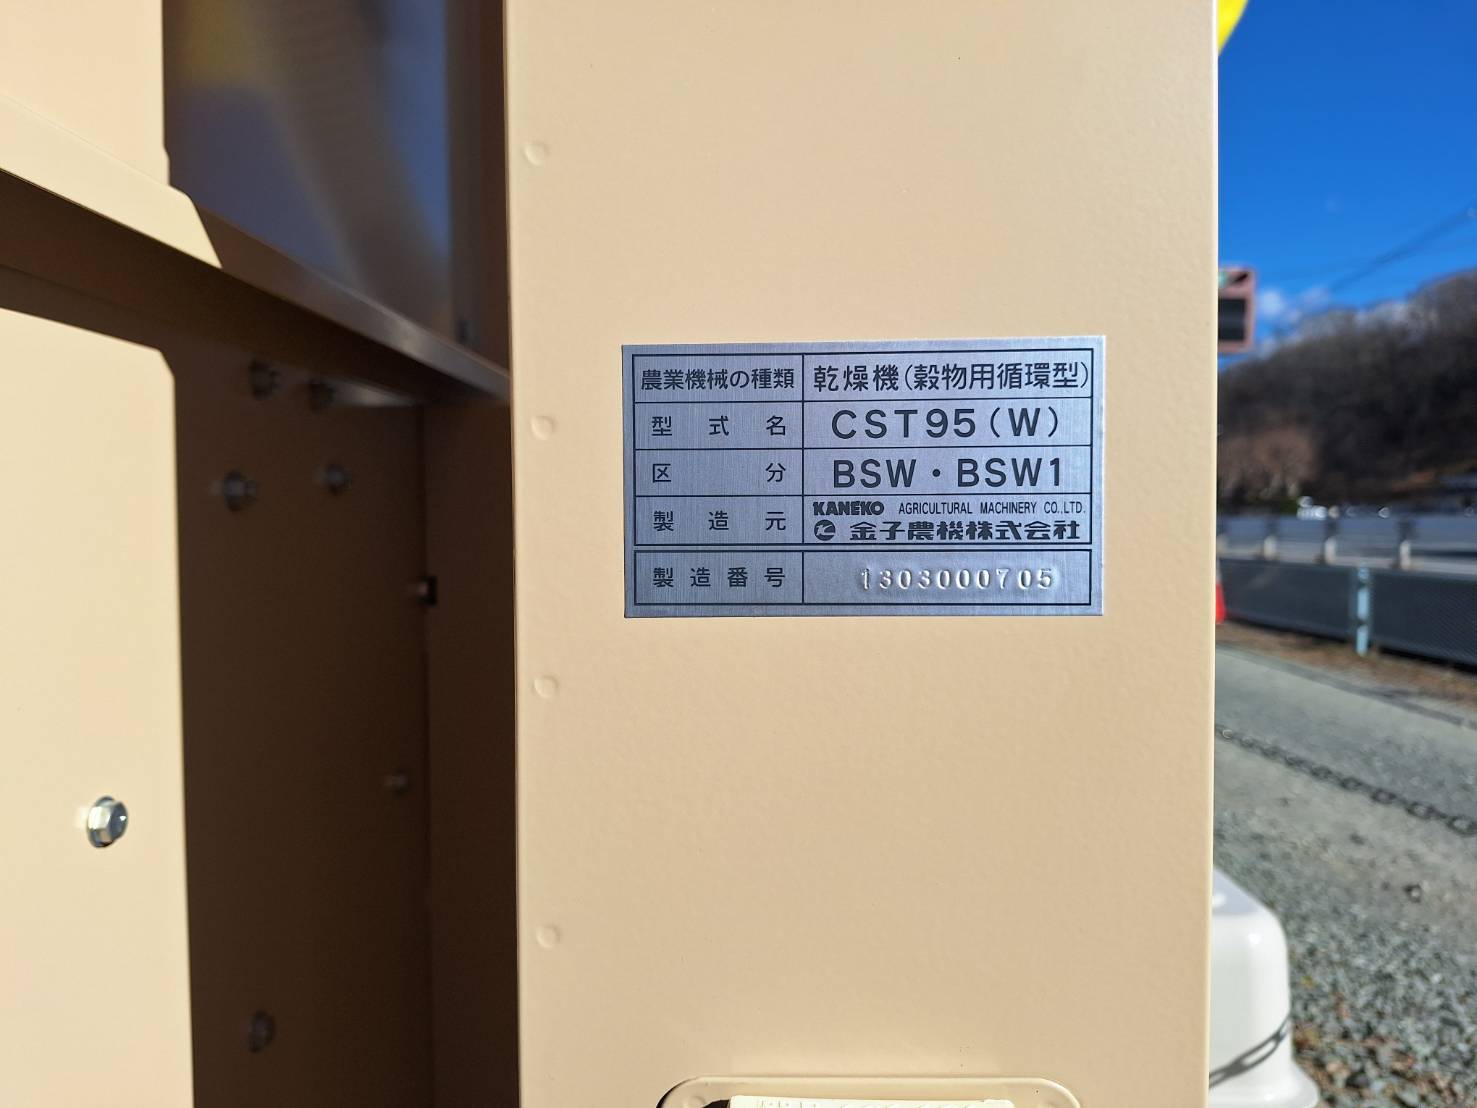 農業機械の種類 乾燥機(穀物用循環型)
型式名 CST95(W)
区分 BSW・BSW1
製造元 KANEKO AGRICULTURAL MACHINERY CO.,LTD.
金子農機株式会社
製造番号 1303000705